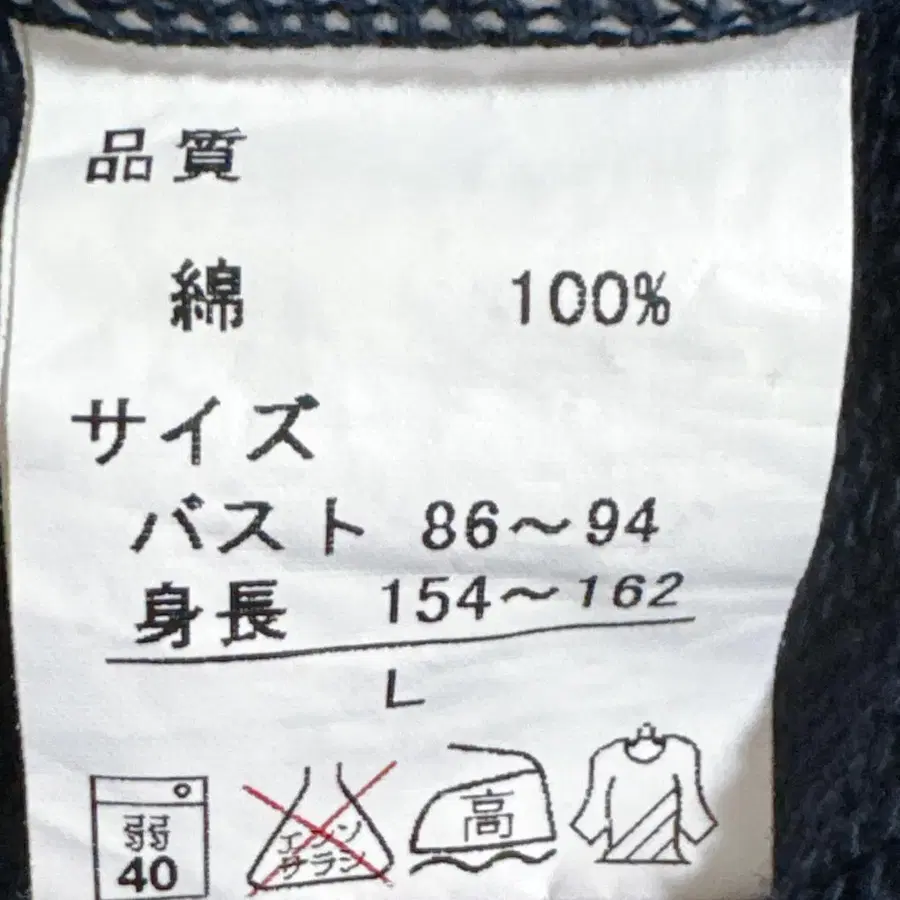 品質
綿 100%
サイズ
バスト 86〜94
身長 154〜162
L
弱
40
エンソ
サラシ
高